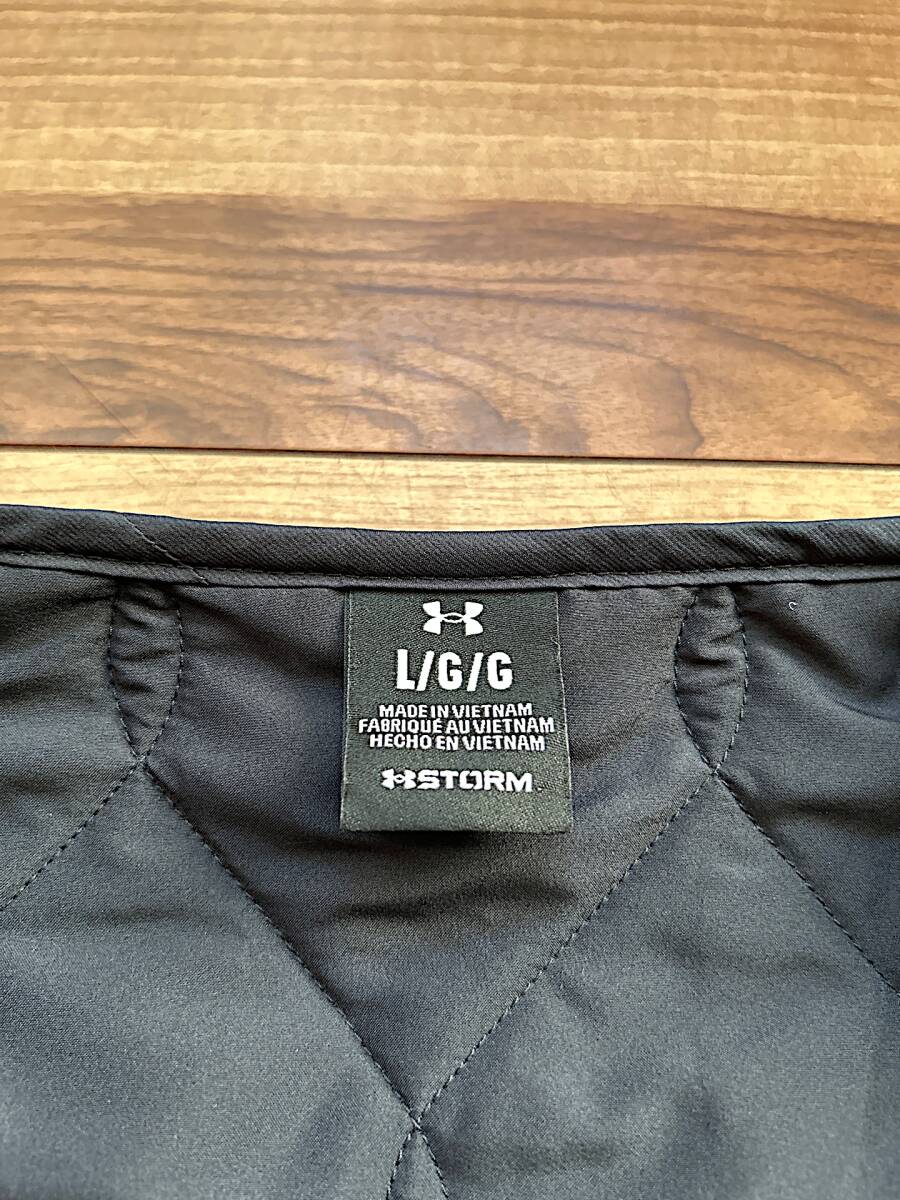 L/G/G
MADE IN VIETNAM
FABRIQUÉ AU VIETNAM
HECHO EN VIETNAM
STORM